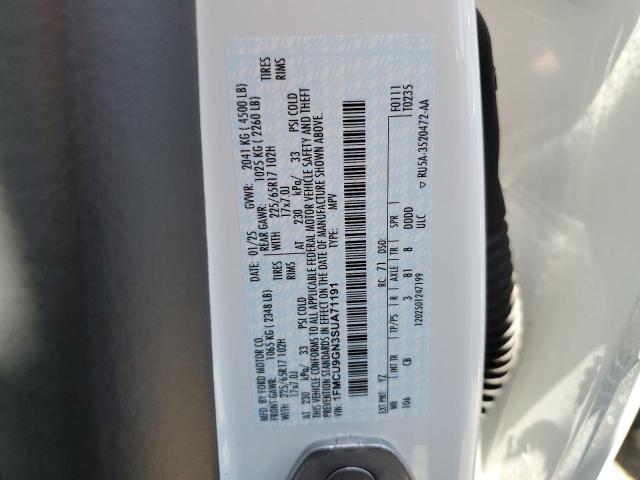 MFD. BY FORD MOTOR CO.
DATE: 01/25 GVWR: 2041 KG ( 4500 LB)
FRONT GAWR: 1065 KG ( 2348 LB) REAR GAWR: 1025 KG ( 2260 LB)
WITH 225/65R17 102H TIRES WITH 225/65R17 102H TIRES
17x7.0J RIMS 17x7.0J RIMS
AT 230 kPa/ 33 PSI COLD AT 230 kPa/ 33 PSI COLD
THIS VEHICLE CONFORMS TO ALL APPLICABLE FEDERAL MOTOR VEHICLE SAFETY AND THEFT
PREVENTION STANDARDS IN EFFECT ON THE DATE OF MANUFACTURE SHOWN ABOVE.
VIN: 1FMCU9GN3SUA71191 TYPE: MPV
EXT PNT: YZ RC: 71 DSO: F0111
WB INT TR TP/PS R AXLE TR SPR T0235
106 CB 3 B1 8 DDDD
1202501247199 ULC
▽ RU5A-3520472-AA